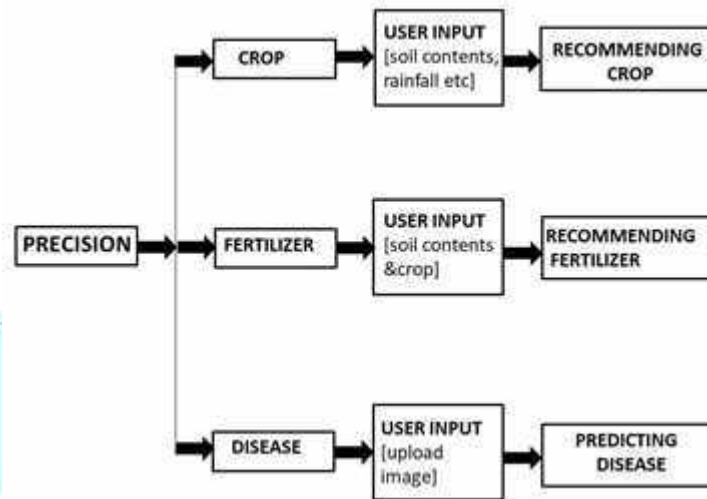 CROP
USER INPUT
[soil contents,
rainfall etc]
RECOMMENDING
CROP
PRECISION
FERTILIZER
USER INPUT
[soil contents
&crop]
RECOMMENDING
FERTILIZER
DISEASE
USER INPUT
[upload
image]
PREDICTING
DISEASE